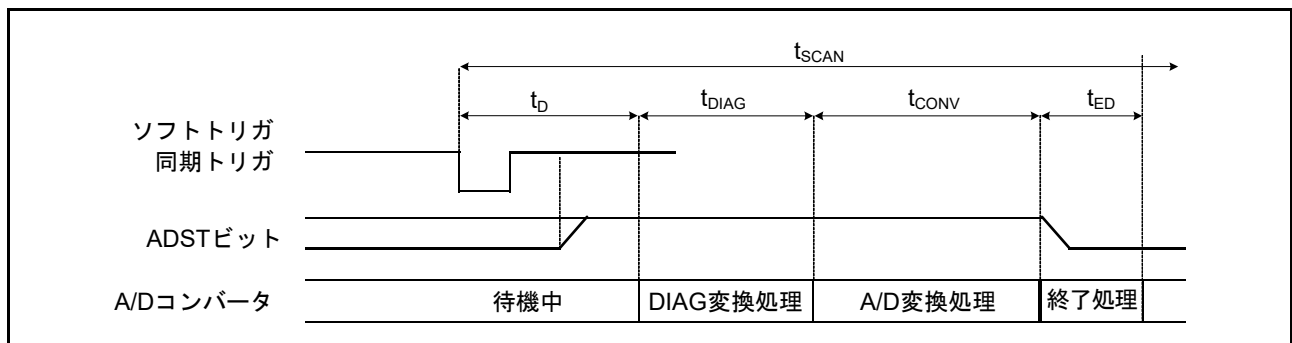 tSCAN
tD tDIAG tCONV tED
ソフトトリガ
同期トリガ
ADSTビット
A/Dコンバータ 待機中 DIAG変換処理 A/D変換処理 終了処理